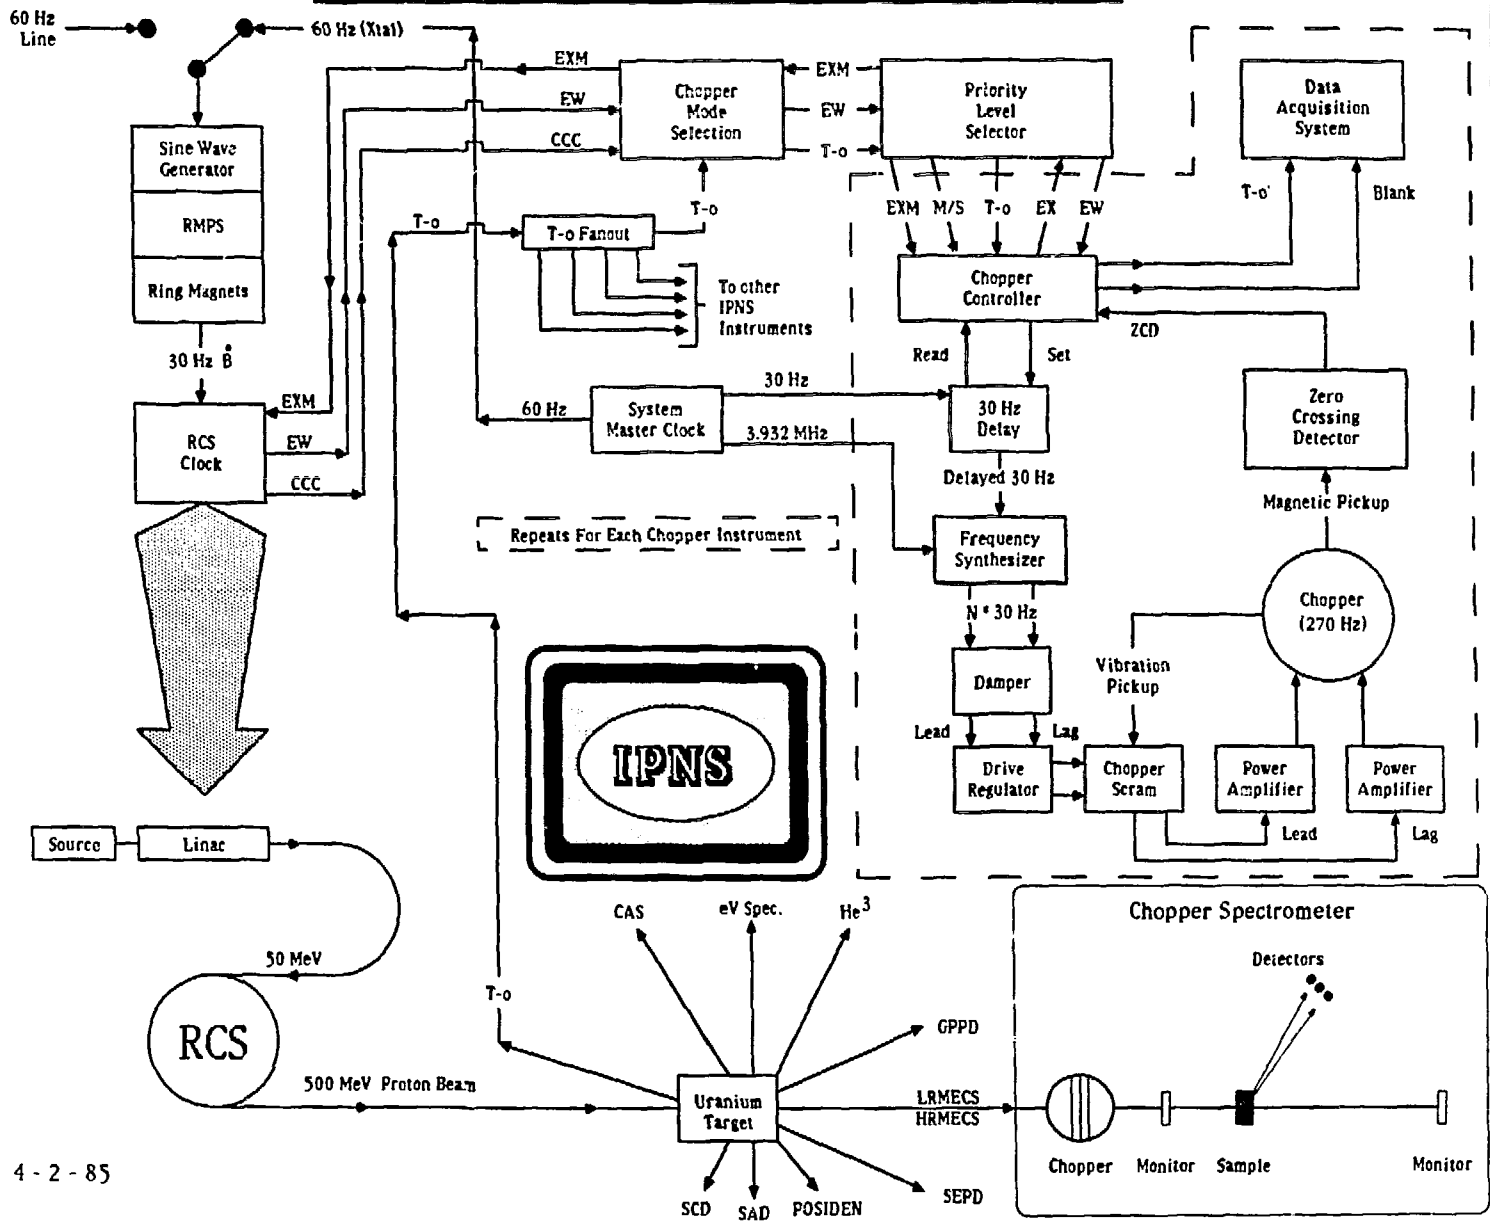 60 Hz
Line
60 Hz (Xtal)
EXM
EW
CCC
Chopper
Mode
Selection
EXM
EW
T-o
Priority
Level
Selector
Data
Acquisition
System
Sine Wave
Generator
RMPS
Ring Magnets
T-o
T-o Fanout
T-o
EXM
M/S
T-o
EX
EW
T-o'
Blank
Chopper
Controller
To other
IPNS
Instruments
30 Hz B
ZCD
Read
Set
EXM
EW
CCC
RCS
Clock
60 Hz
System
Master Clock
30 Hz
3.932 MHz
30 Hz
Delay
Zero
Crossing
Detector
Delayed 30 Hz
Magnetic Pickup
Repeats For Each Chopper Instrument
Frequency
Synthesizer
N * 30 Hz
Chopper
(270 Hz)
Damper
Vibration
Pickup
Lead
Lag
IPNS
Drive
Regulator
Chopper
Scram
Power
Amplifier
Power
Amplifier
Lead
Lag
Source
Linac
50 MeV
RCS
500 MeV Proton Beam
T-o
CAS
eV Spec.
He3
GPPD
LRMECS
HRMECS
Uranium
Target
SCD
SAD
POSIDEN
SEPD
Chopper Spectrometer
Detectors
Chopper
Monitor
Sample
Monitor
4 - 2 - 85